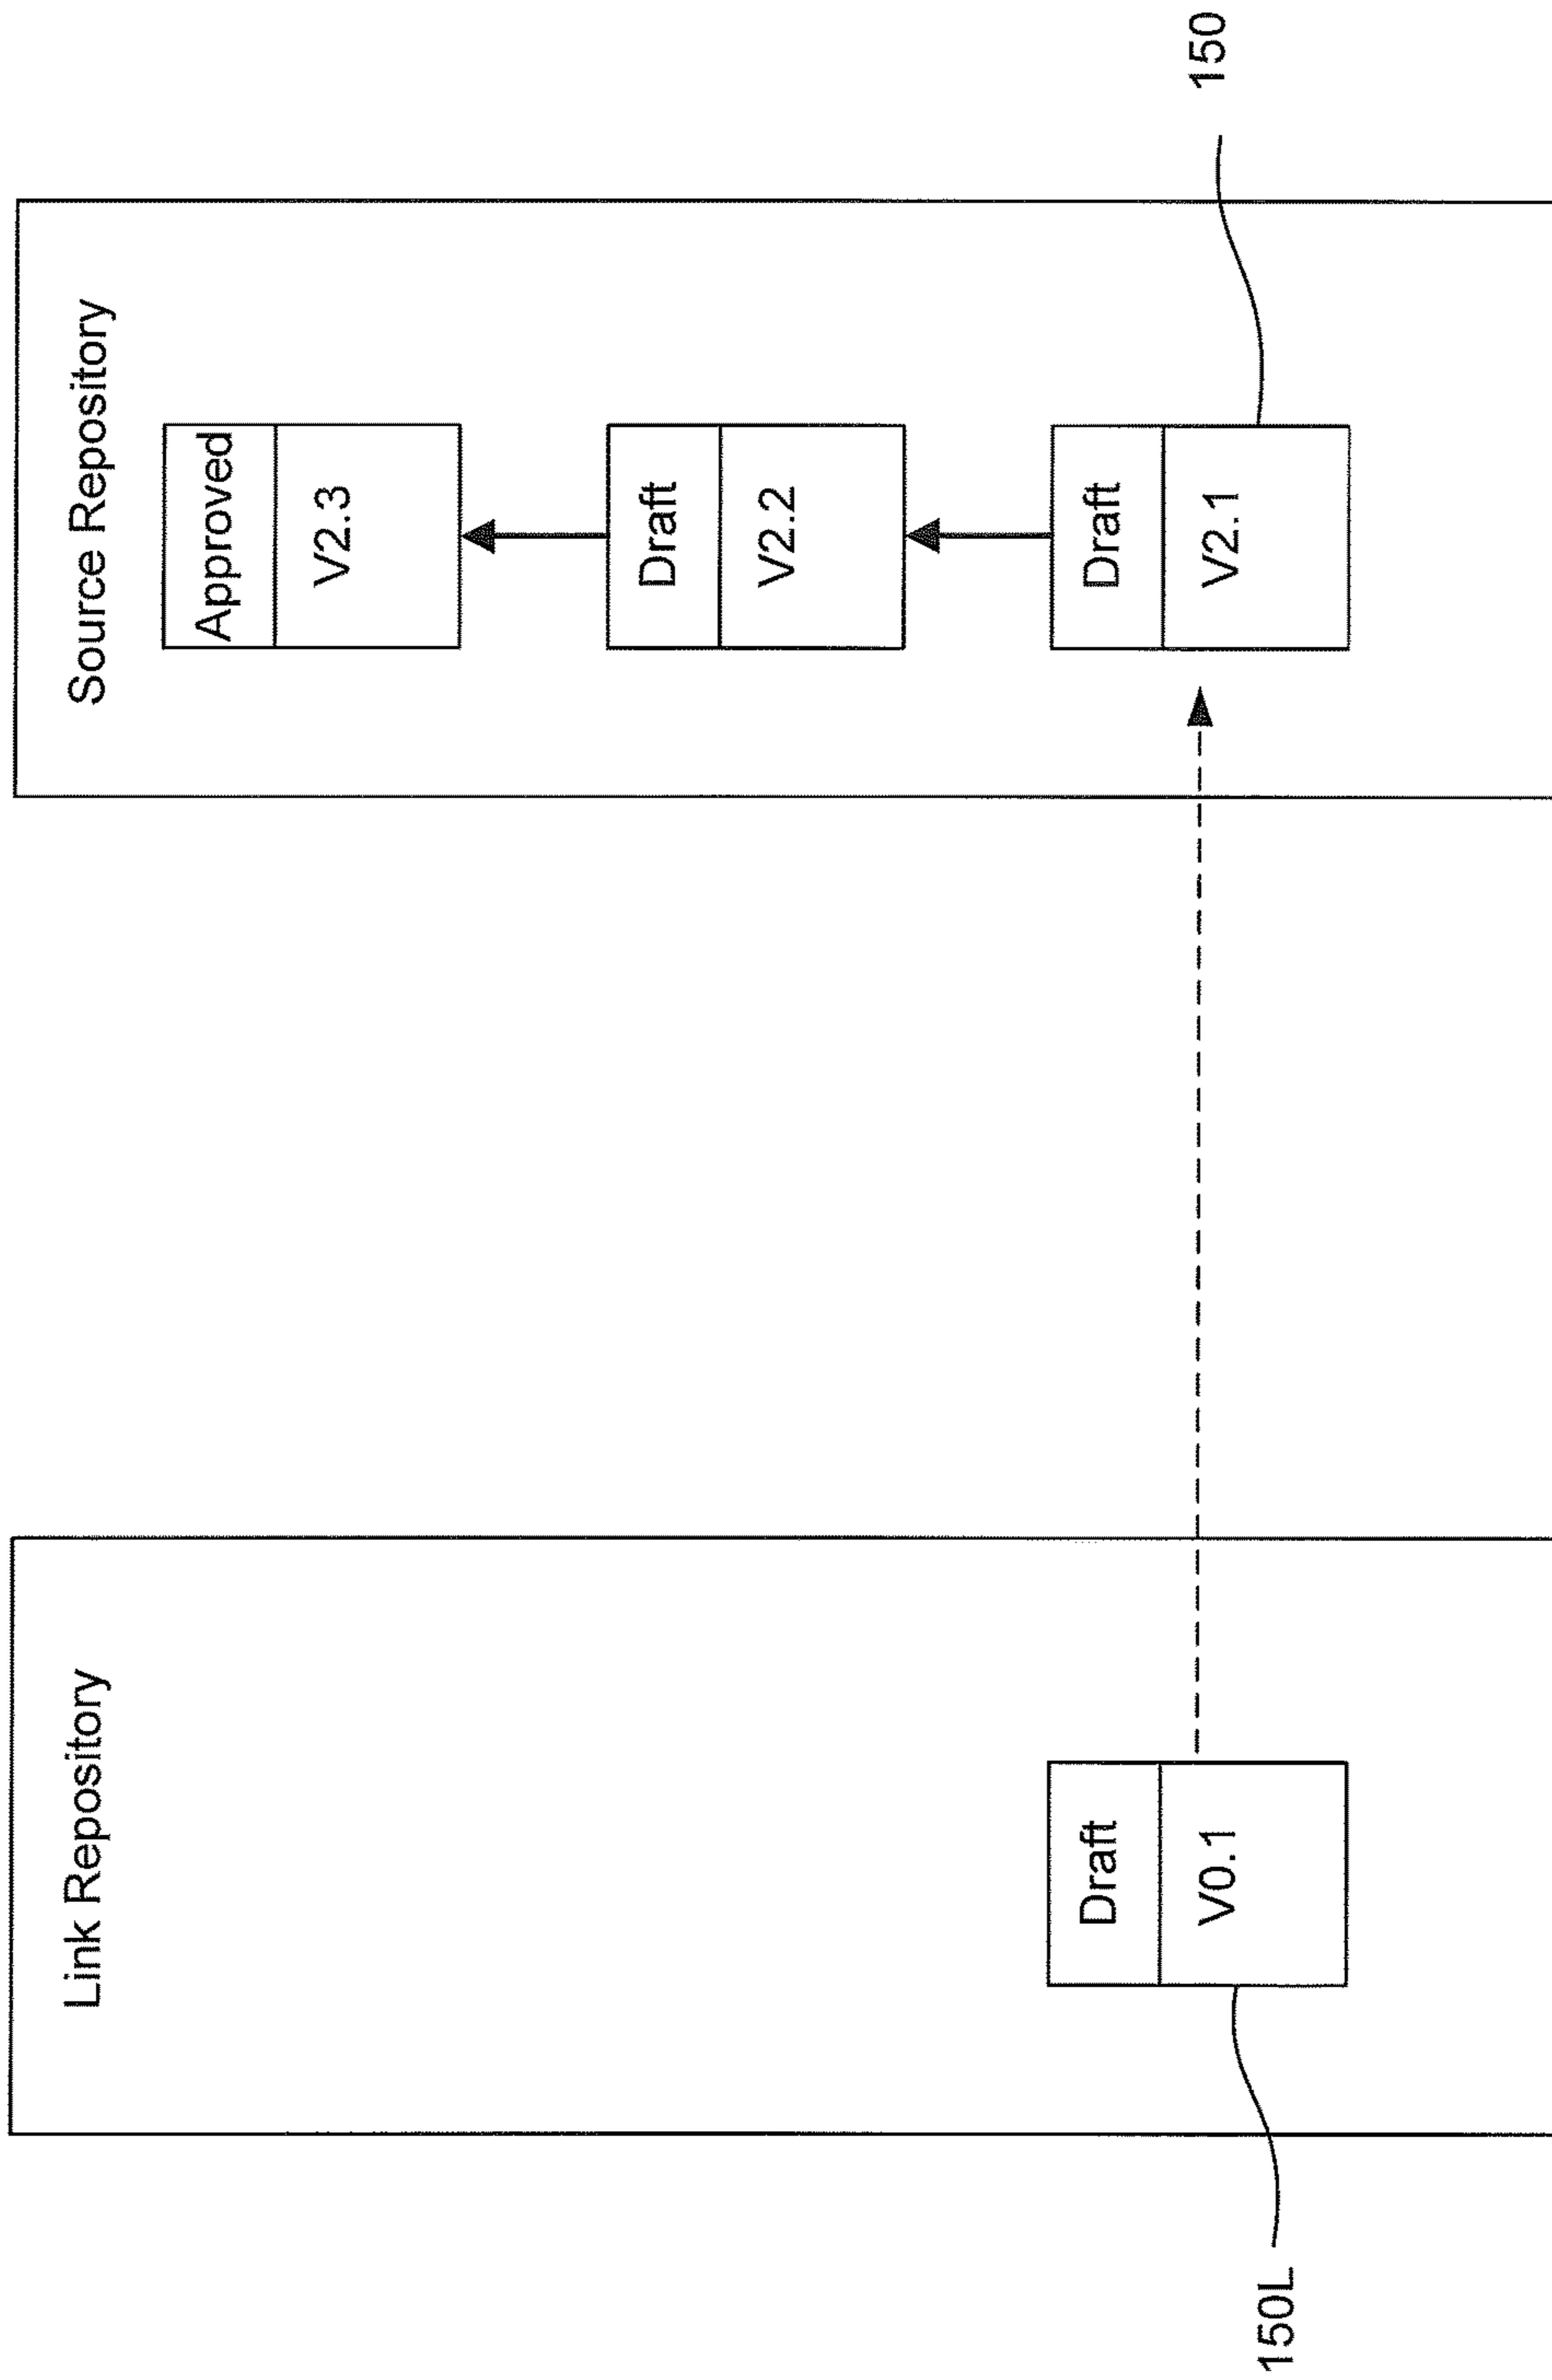 Link Repository
Draft
V0.1
150L
Source Repository
Approved
V2.3
Draft
V2.2
Draft
V2.1
150